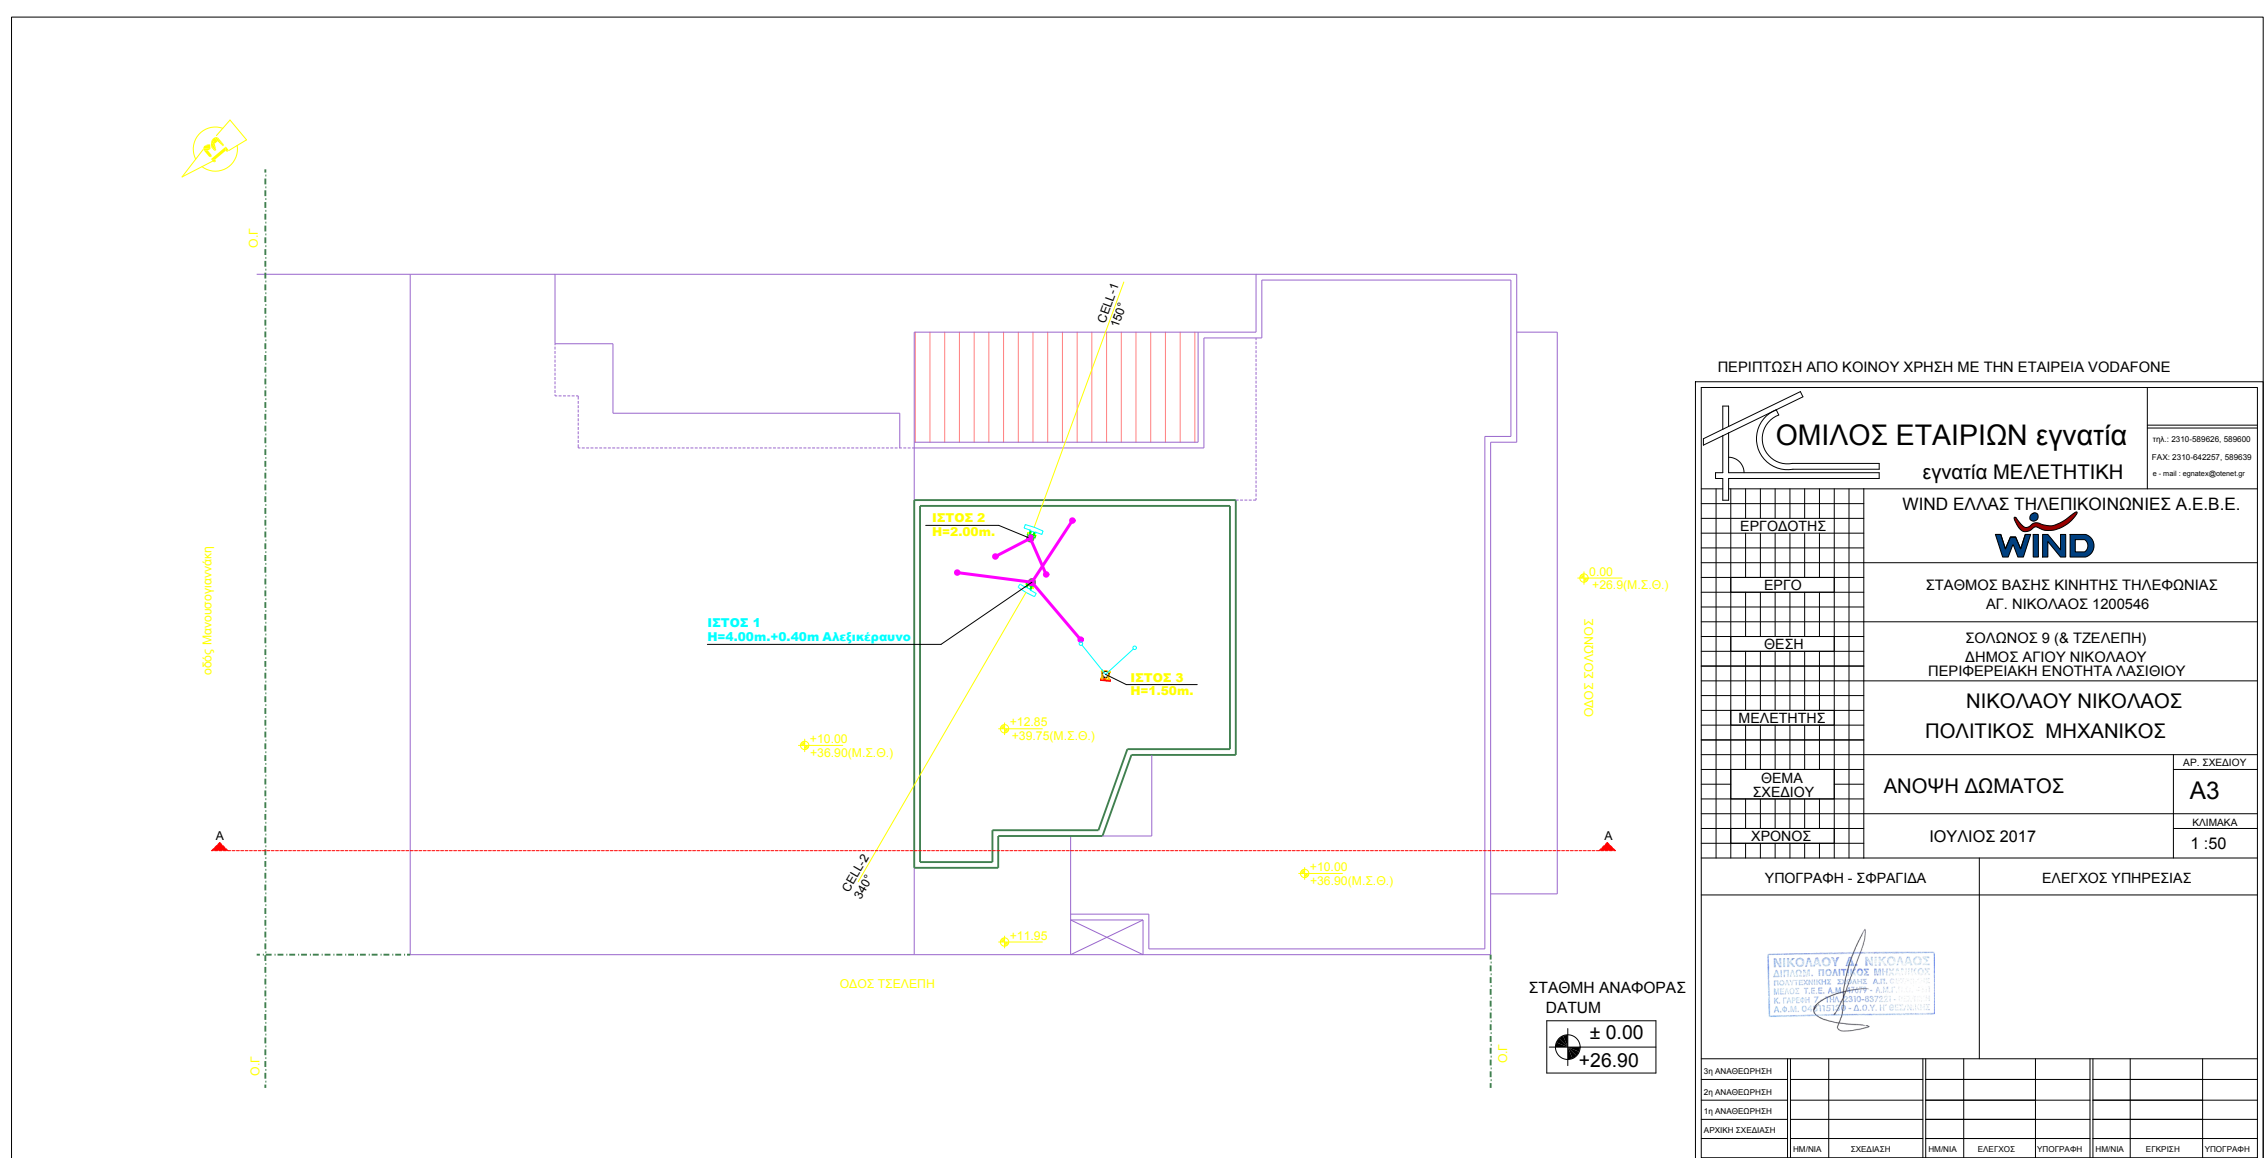 Ο.Γ
CELL-1
150°
ΙΣΤΟΣ 2
H=2.00m.
ΙΣΤΟΣ 1
H=4.00m.+0.40m Αλεξικέραυνο
ΙΣΤΟΣ 3
H=1.50m.
+12.85
+39.75(Μ.Σ.Θ.)
+10.00
+36.90(Μ.Σ.Θ.)
0.00
+26.9(Μ.Σ.Θ.)
οδός Μανουσογιαννάκη
ΟΔΟΣ ΣΟΛΩΝΟΣ
A
A
CELL-2
340°
+10.00
+36.90(Μ.Σ.Θ.)
+11.95
ΟΔΟΣ ΤΣΕΛΕΠΗ
Ο.Γ
Ο.Γ
ΣΤΑΘΜΗ ΑΝΑΦΟΡΑΣ
DATUM
± 0.00
+26.90
ΠΕΡΙΠΤΩΣΗ ΑΠΟ ΚΟΙΝΟΥ ΧΡΗΣΗ ΜΕ ΤΗΝ ΕΤΑΙΡΕΙΑ VODAFONE
ΟΜΙΛΟΣ ΕΤΑΙΡΙΩΝ εγνατία
εγνατία ΜΕΛΕΤΗΤΙΚΗ
τηλ.: 2310-589626, 589600
FAX: 2310-642257, 589639
e - mail : egnatex@otenet.gr
ΕΡΓΟΔΟΤΗΣ
WIND ΕΛΛΑΣ ΤΗΛΕΠΙΚΟΙΝΩΝΙΕΣ Α.Ε.Β.Ε.
WIND
ΕΡΓΟ
ΣΤΑΘΜΟΣ ΒΑΣΗΣ ΚΙΝΗΤΗΣ ΤΗΛΕΦΩΝΙΑΣ
ΑΓ. ΝΙΚΟΛΑΟΣ 1200546
ΘΕΣΗ
ΣΟΛΩΝΟΣ 9 (& ΤΖΕΛΕΠΗ)
ΔΗΜΟΣ ΑΓΙΟΥ ΝΙΚΟΛΑΟΥ
ΠΕΡΙΦΕΡΕΙΑΚΗ ΕΝΟΤΗΤΑ ΛΑΣΙΘΙΟΥ
ΜΕΛΕΤΗΤΗΣ
ΝΙΚΟΛΑΟΥ ΝΙΚΟΛΑΟΣ
ΠΟΛΙΤΙΚΟΣ ΜΗΧΑΝΙΚΟΣ
ΘΕΜΑ
ΣΧΕΔΙΟΥ
ΑΝΟΨΗ ΔΩΜΑΤΟΣ
ΑΡ. ΣΧΕΔΙΟΥ
A3
ΧΡΟΝΟΣ
ΙΟΥΛΙΟΣ 2017
ΚΛΙΜΑΚΑ
1 :50
ΥΠΟΓΡΑΦΗ - ΣΦΡΑΓΙΔΑ
ΕΛΕΓΧΟΣ ΥΠΗΡΕΣΙΑΣ
ΝΙΚΟΛΑΟΥ Δ. ΝΙΚΟΛΑΟΣ
ΔΙΠΛΩΜ. ΠΟΛΙΤΙΚΟΣ ΜΗΧΑΝΙΚΟΣ
3η ΑΝΑΘΕΩΡΗΣΗ
2η ΑΝΑΘΕΩΡΗΣΗ
1η ΑΝΑΘΕΩΡΗΣΗ
ΑΡΧΙΚΗ ΣΧΕΔΙΑΣΗ
ΗΜ/ΝΙΑ ΣΧΕΔΙΑΣΗ ΗΜ/ΝΙΑ ΕΛΕΓΧΟΣ ΥΠΟΓΡΑΦΗ ΗΜ/ΝΙΑ ΕΓΚΡΙΣΗ ΥΠΟΓΡΑΦΗ